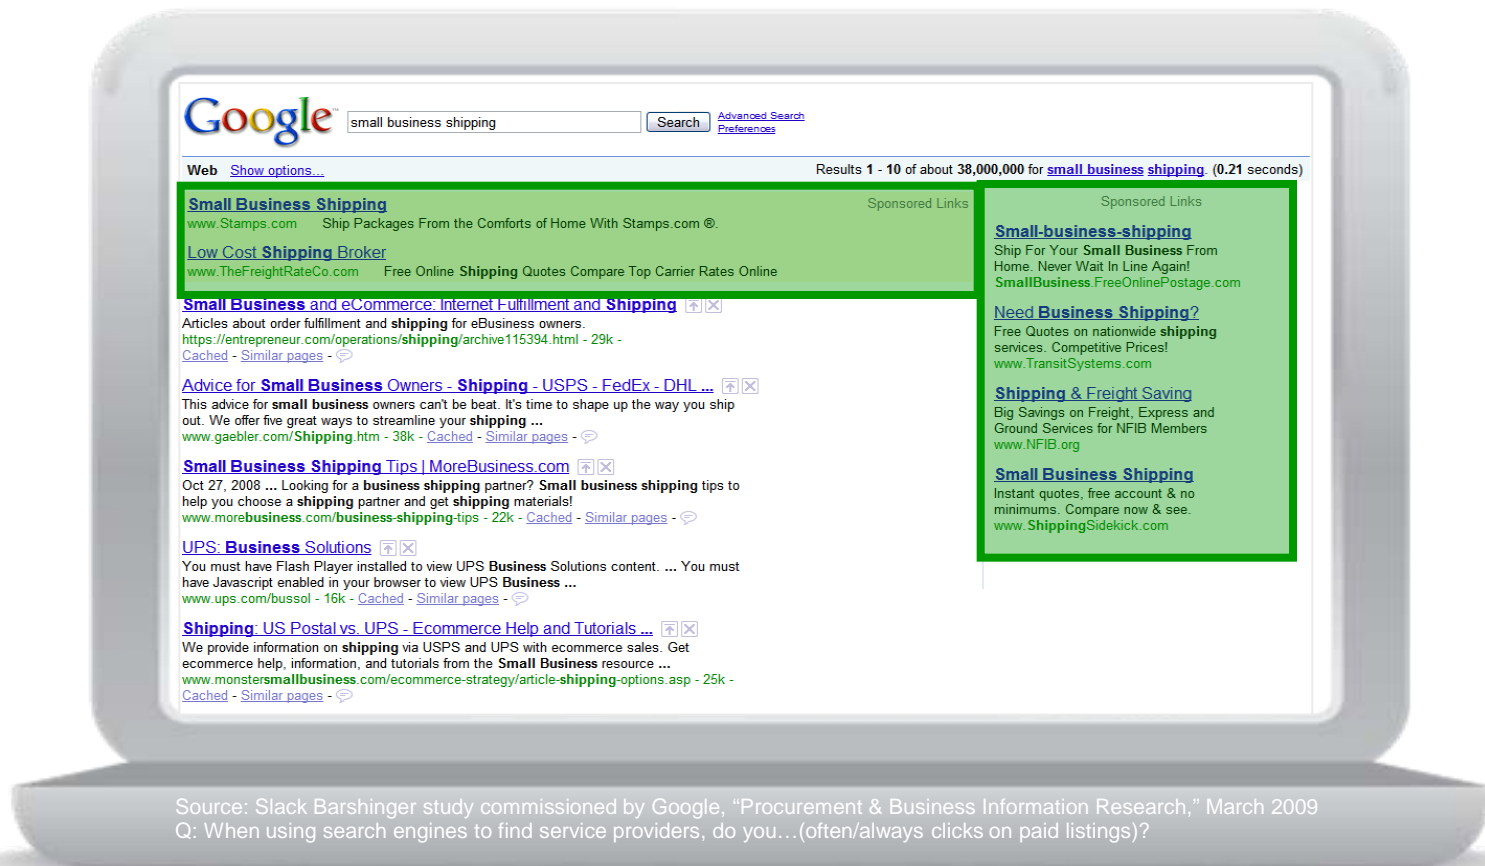 Google™
small business shipping
Search
Advanced Search
Preferences
Web Show options...
Results 1 - 10 of about 38,000,000 for small business shipping. (0.21 seconds)
Small Business Shipping
Sponsored Links
www.Stamps.com Ship Packages From the Comforts of Home With Stamps.com ®.
Low Cost Shipping Broker
www.TheFreightRateCo.com Free Online Shipping Quotes Compare Top Carrier Rates Online
Small Business and eCommerce: Internet Fulfillment and Shipping
Articles about order fulfillment and shipping for eBusiness owners.
https://entrepreneur.com/operations/shipping/archive115394.html - 29k -
Cached - Similar pages -
Advice for Small Business Owners - Shipping - USPS - FedEx - DHL ...
This advice for small business owners can't be beat. It's time to shape up the way you ship
out. We offer five great ways to streamline your shipping ...
www.gaebler.com/Shipping.htm - 38k - Cached - Similar pages -
Small Business Shipping Tips | MoreBusiness.com
Oct 27, 2008 ... Looking for a business shipping partner? Small business shipping tips to
help you choose a shipping partner and get shipping materials!
www.morebusiness.com/business-shipping-tips - 22k - Cached - Similar pages -
UPS: Business Solutions
You must have Flash Player installed to view UPS Business Solutions content. ... You must
have Javascript enabled in your browser to view UPS Business ...
www.ups.com/bussol - 16k - Cached - Similar pages -
Shipping: US Postal vs. UPS - Ecommerce Help and Tutorials ...
We provide information on shipping via USPS and UPS with ecommerce sales. Get
ecommerce help, information, and tutorials from the Small Business resource ...
www.monstersmallbusiness.com/ecommerce-strategy/article-shipping-options.asp - 25k -
Cached - Similar pages -
Sponsored Links
Small-business-shipping
Ship For Your Small Business From
Home. Never Wait In Line Again!
SmallBusiness.FreeOnlinePostage.com
Need Business Shipping?
Free Quotes on nationwide shipping
services. Competitive Prices!
www.TransitSystems.com
Shipping & Freight Saving
Big Savings on Freight, Express and
Ground Services for NFIB Members
www.NFIB.org
Small Business Shipping
Instant quotes, free account & no
minimums. Compare now & see.
www.ShippingSidekick.com
Source: Slack Barshinger study commissioned by Google, “Procurement & Business Information Research,” March 2009
Q: When using search engines to find service providers, do you…(often/always clicks on paid listings)?